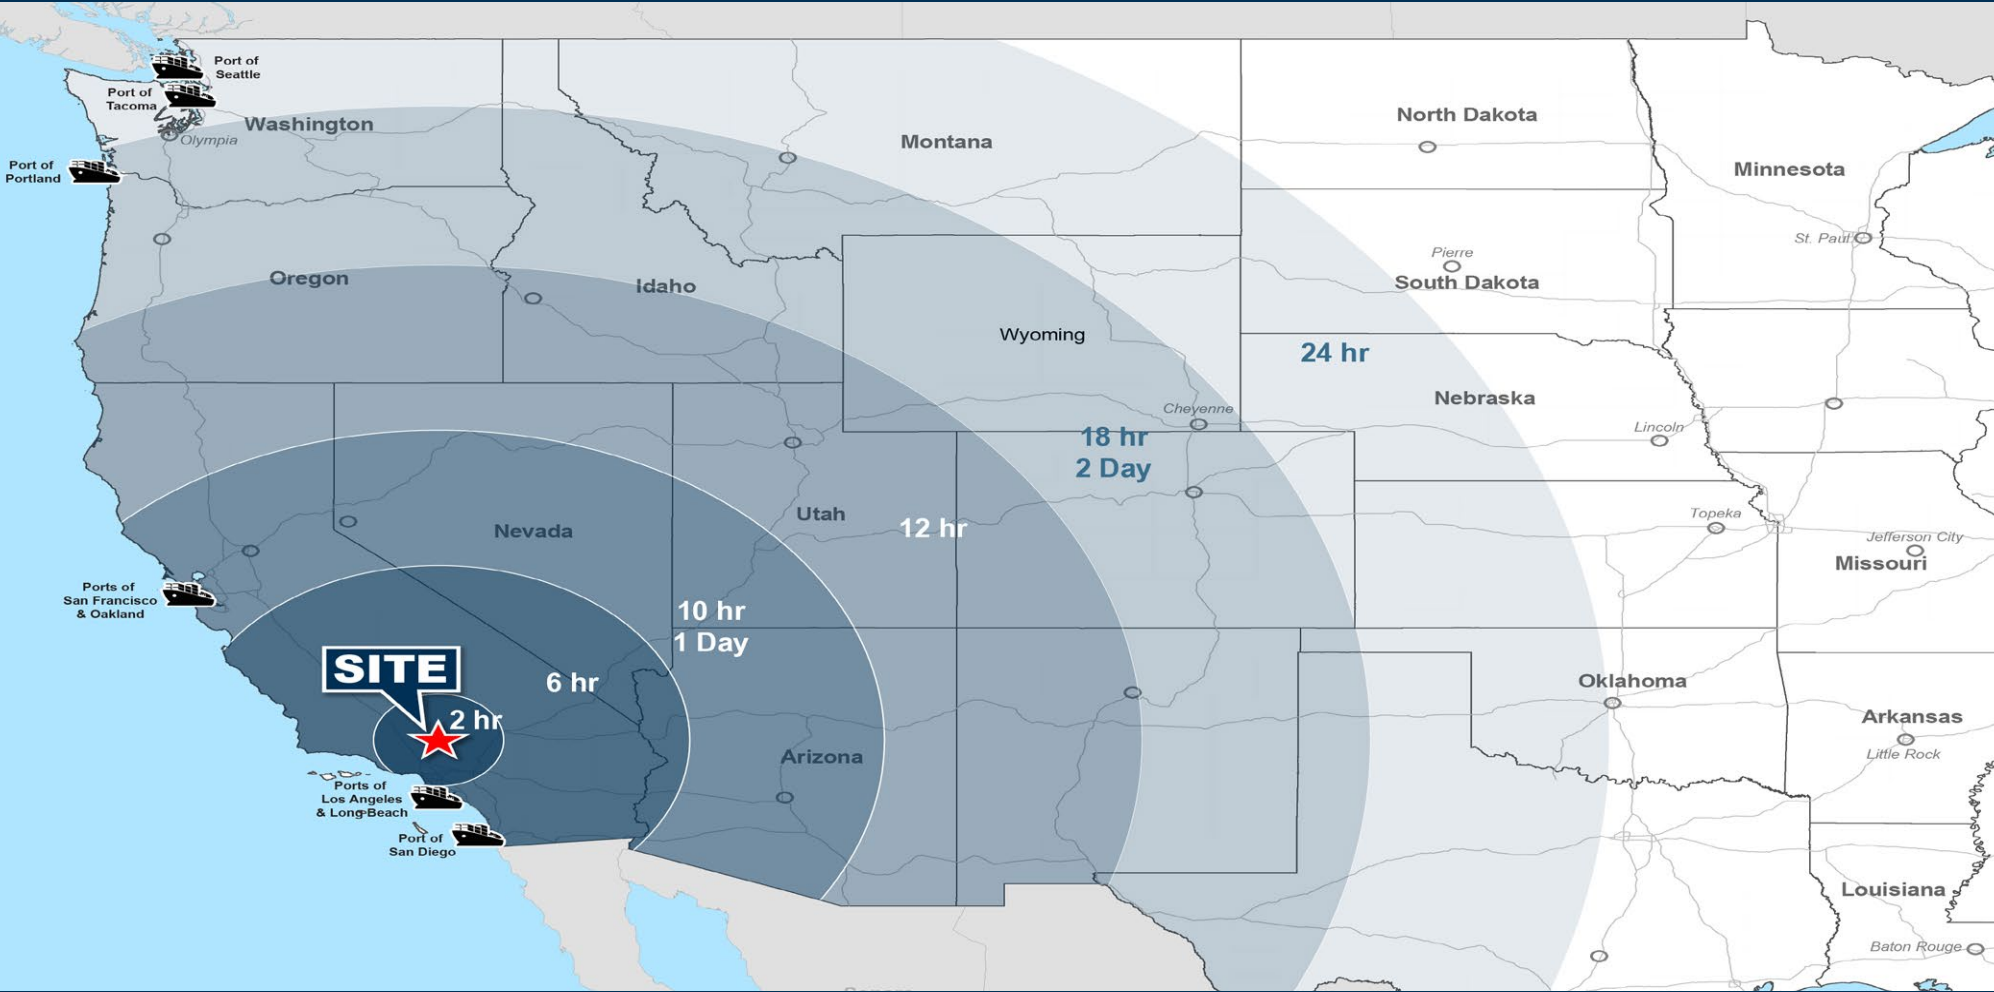 Port of
Seattle
Port of
Tacoma
Washington
Olympia
Port of
Portland
Montana
North Dakota
Minnesota
St. Paul
Pierre
South Dakota
Oregon
Idaho
Wyoming
24 hr
Nebraska
Cheyenne
Lincoln
18 hr
2 Day
Utah
12 hr
Nevada
Topeka
Jefferson City
Missouri
Ports of
San Francisco
& Oakland
10 hr
1 Day
SITE
6 hr
2 hr
Oklahoma
Arkansas
Little Rock
Arizona
Ports of
Los Angeles
& Long Beach
Port of
San Diego
Louisiana
Baton Rouge